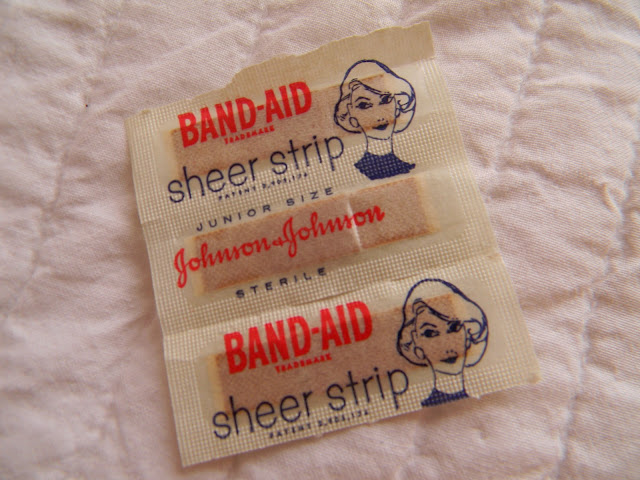 BAND-AID
TRADEMARK
sheer strip
JUNIOR SIZE
Johnson & Johnson
STERILE
BAND-AID
TRADEMARK
sheer strip